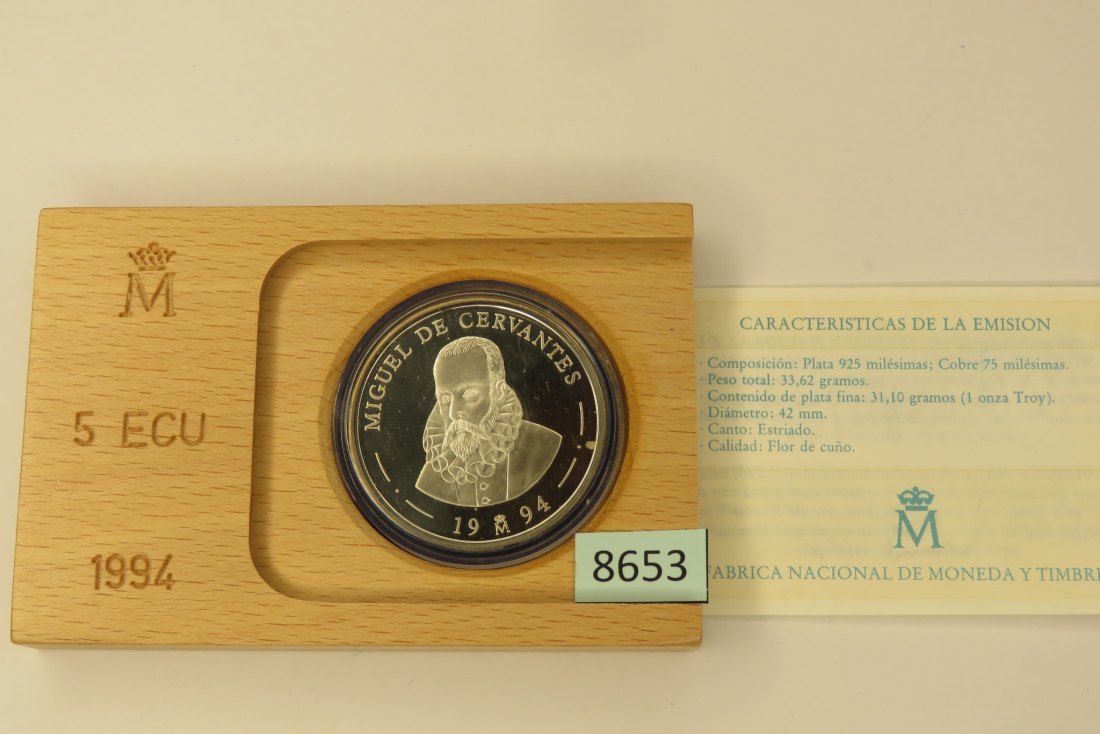 M
5 ECU
1994
MIGUEL DE CERVANTES
19 M 94
8653
CARACTERISTICAS DE LA EMISION
· Composición: Plata 925 milésimas; Cobre 75 milésimas.
· Peso total: 33,62 gramos.
· Contenido de plata fina: 31,10 gramos (1 onza Troy).
· Diámetro: 42 mm.
· Canto: Estriado.
· Calidad: Flor de cuño.
M
FABRICA NACIONAL DE MONEDA Y TIMBRE